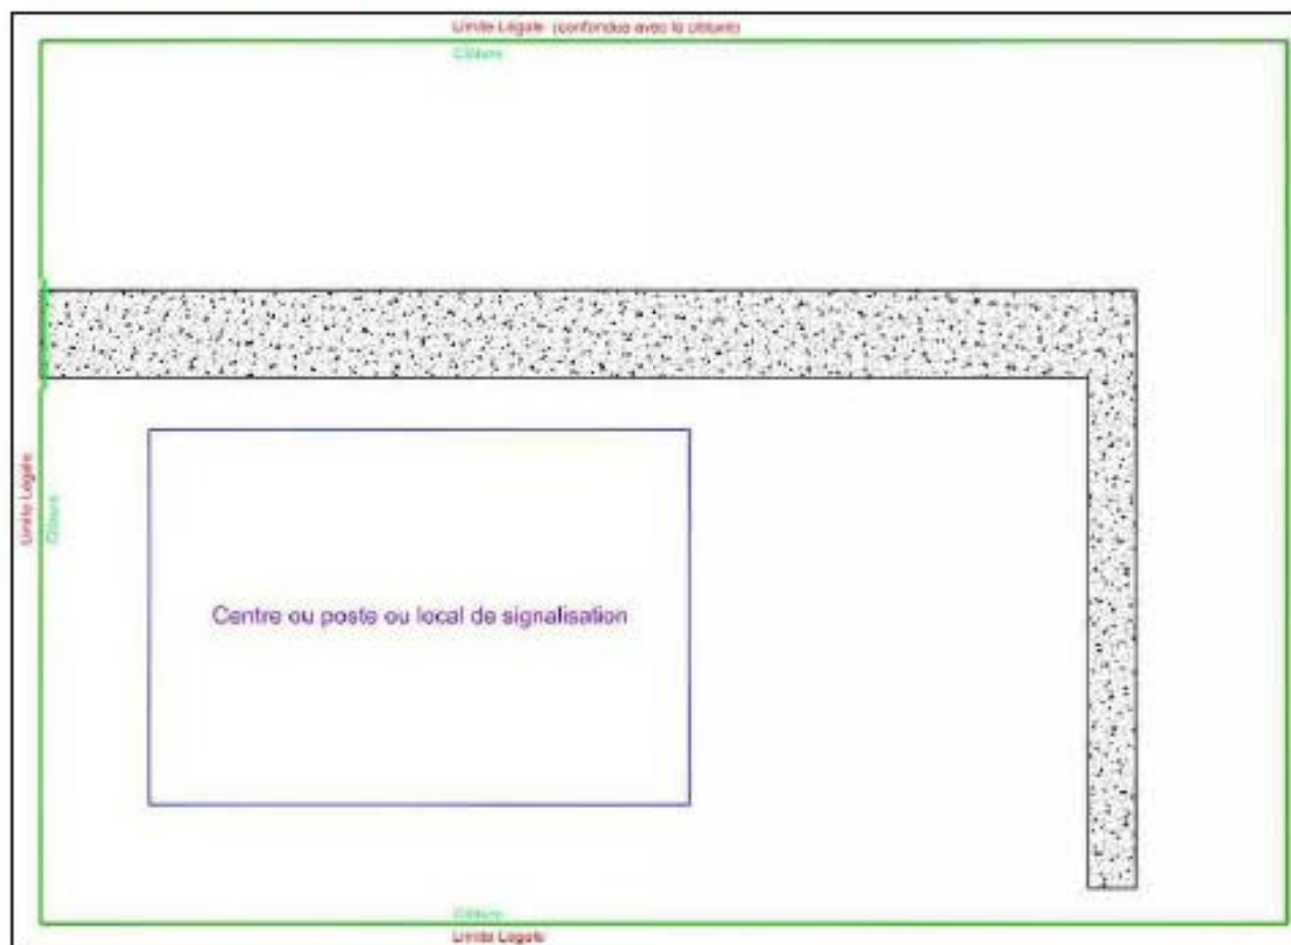 Limite Légale (confondue avec la clôture)
Clôture
Limite Légale
Clôture
Centre ou poste ou local de signalisation
Clôture
Limite Légale